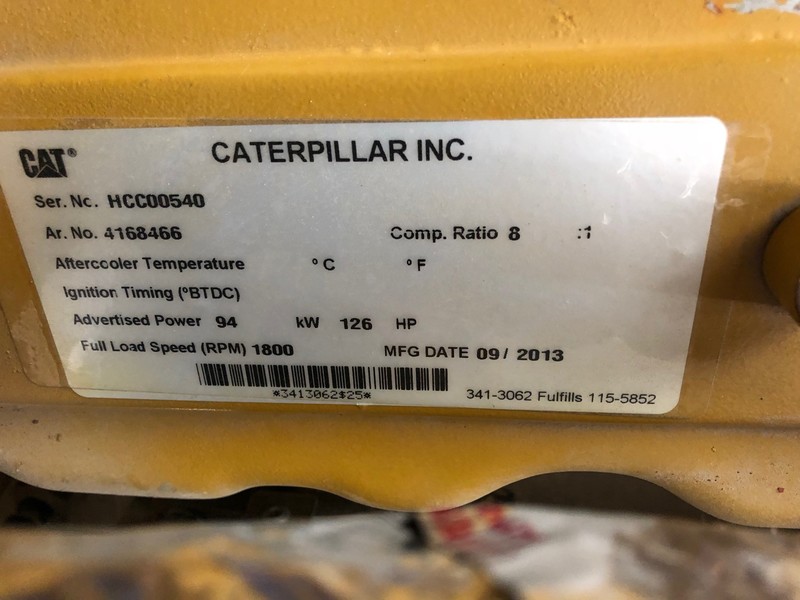 CAT®
CATERPILLAR INC.
Ser. No. HCC00540
Ar. No. 4168466 Comp. Ratio 8 :1
Aftercooler Temperature °C °F
Ignition Timing (°BTDC)
Advertised Power 94 kW 126 HP
Full Load Speed (RPM) 1800 MFG DATE 09/ 2013
*3413062$25*
341-3062 Fulfills 115-5852